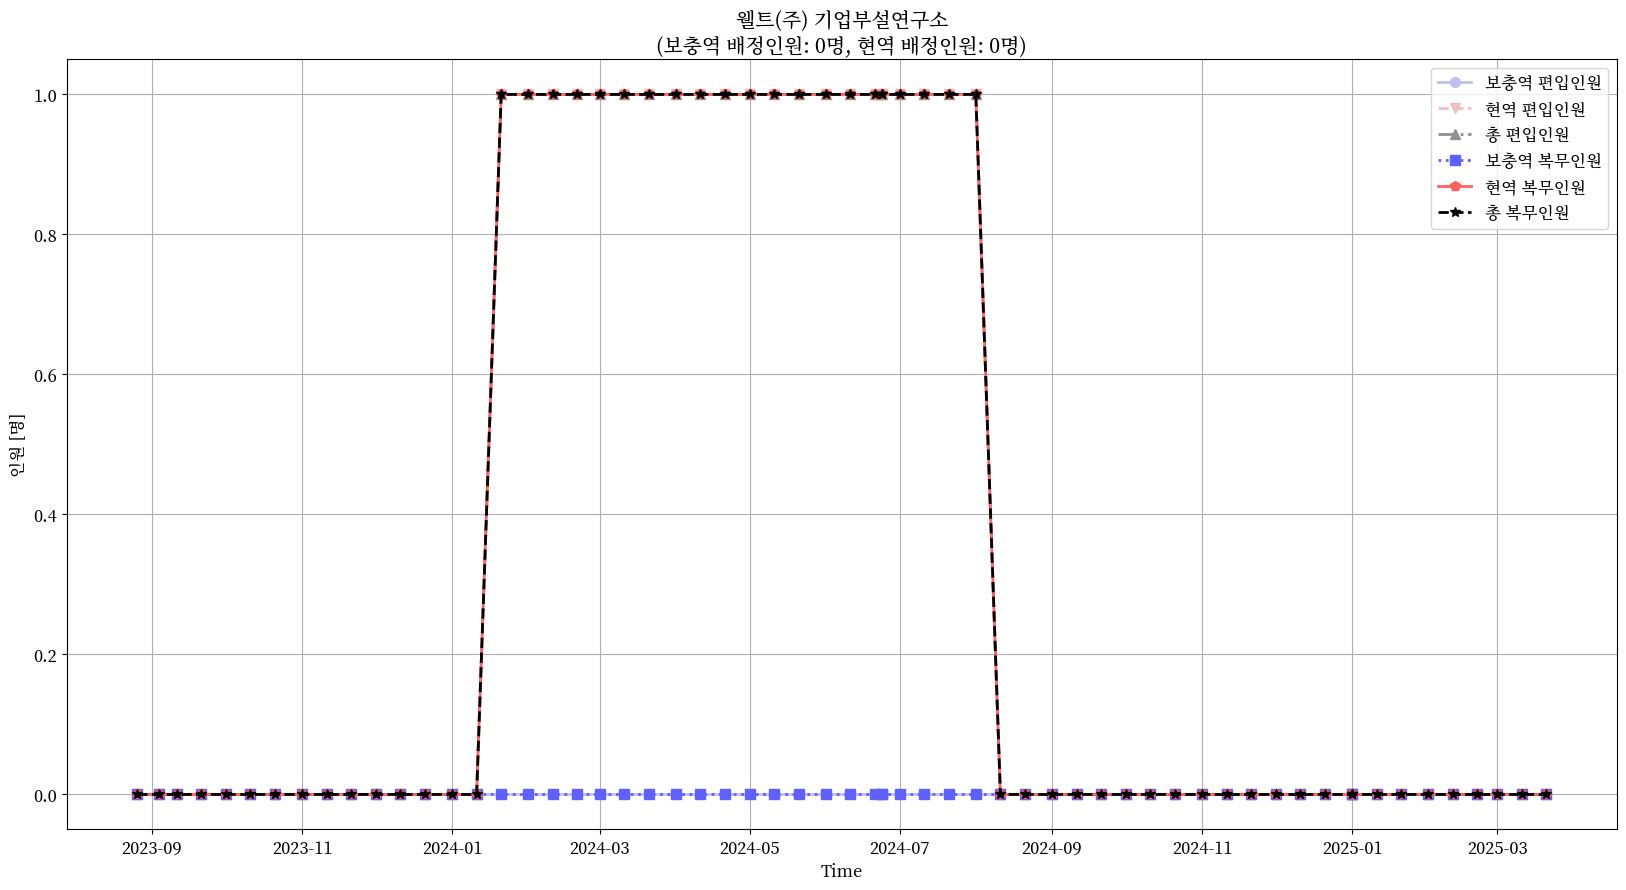 웰트(주) 기업부설연구소
(보충역 배정인원: 0명, 현역 배정인원: 0명)
보충역 편입인원
현역 편입인원
총 편입인원
보충역 복무인원
현역 복무인원
총 복무인원
1.0
0.8
0.6
0.4
0.2
0.0
인원 [명]
2023-09
2023-11
2024-01
2024-03
2024-05
2024-07
2024-09
2024-11
2025-01
2025-03
Time